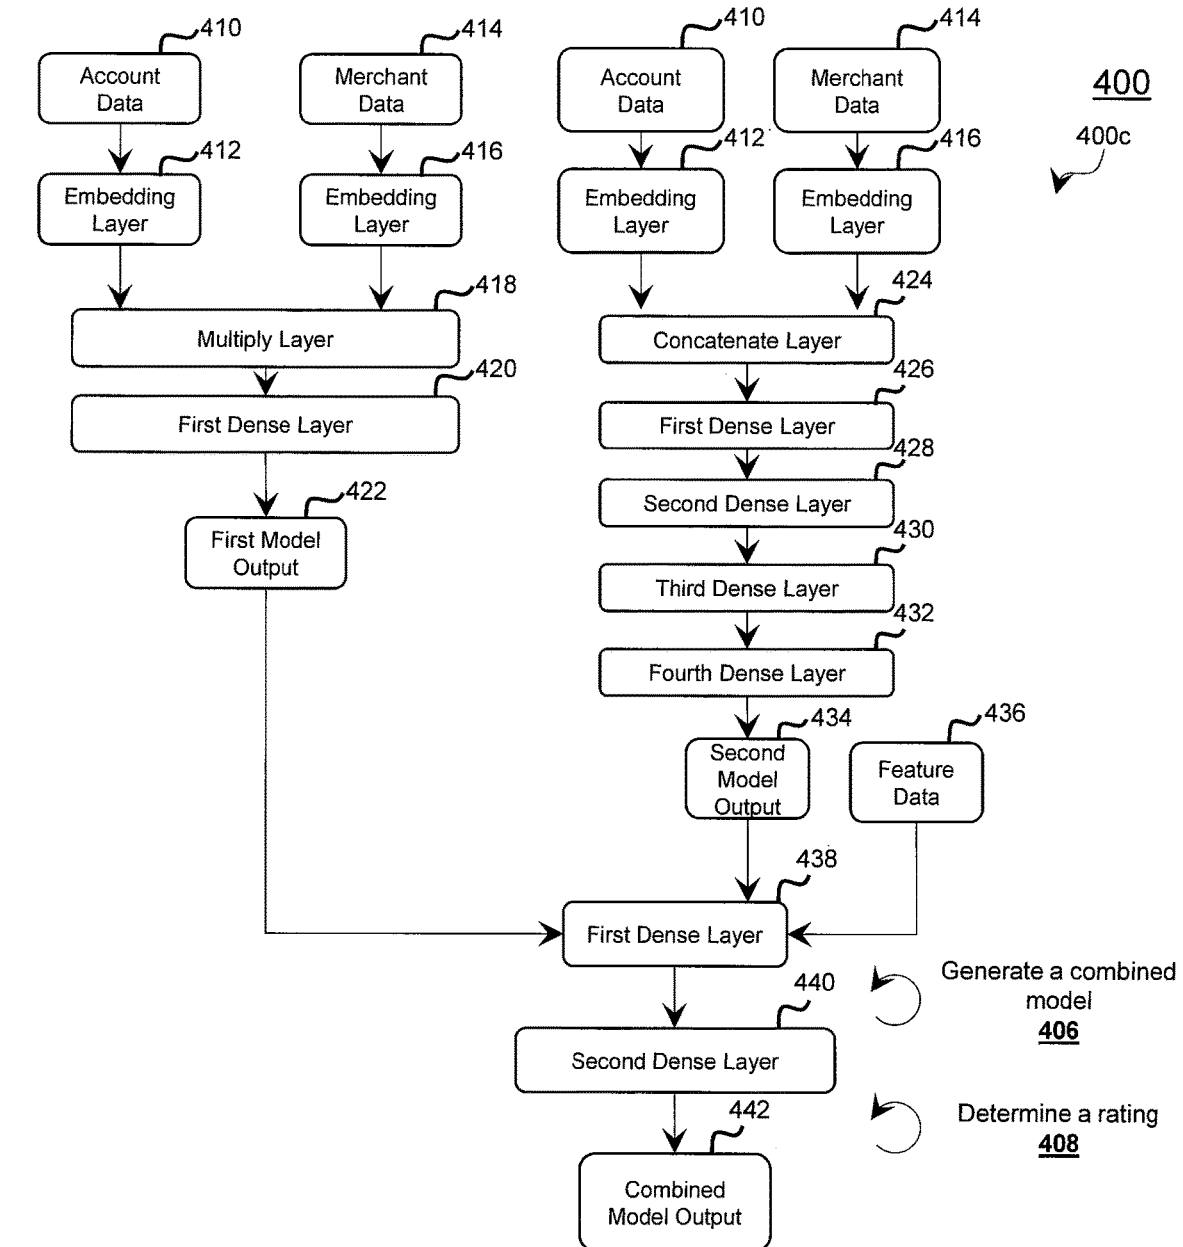 410
414
410
414
Account
Data
Merchant
Data
Account
Data
Merchant
Data
400
400c
412
416
412
416
Embedding
Layer
Embedding
Layer
Embedding
Layer
Embedding
Layer
418
424
Multiply Layer
Concatenate Layer
420
426
First Dense Layer
First Dense Layer
428
422
Second Dense Layer
First Model
Output
430
Third Dense Layer
432
Fourth Dense Layer
434
436
Second
Model
Output
Feature
Data
438
First Dense Layer
Generate a combined
model
406
440
Second Dense Layer
442
Determine a rating
408
Combined
Model Output